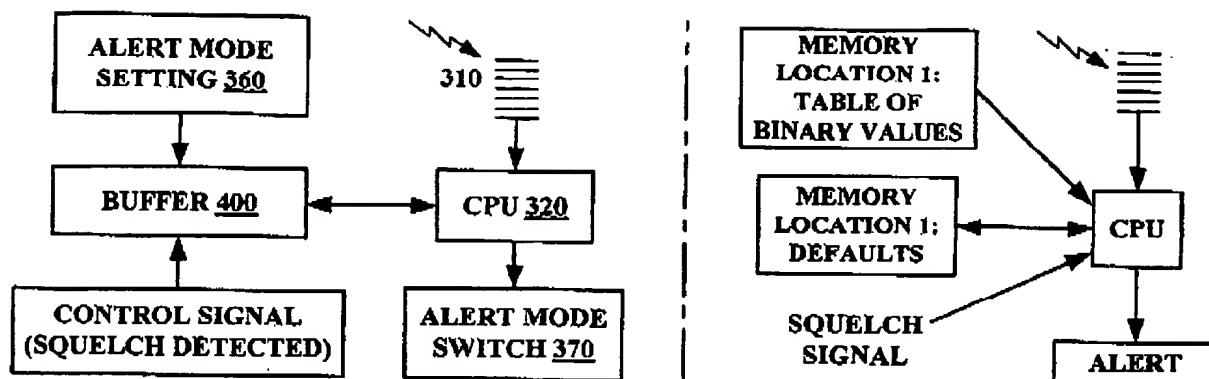 ALERT MODE
SETTING 360
310
BUFFER 400
CPU 320
CONTROL SIGNAL
(SQUELCH DETECTED)
ALERT MODE
SWITCH 370
MEMORY
LOCATION 1:
TABLE OF
BINARY VALUES
MEMORY
LOCATION 1:
DEFAULTS
CPU
SQUELCH
SIGNAL
ALERT